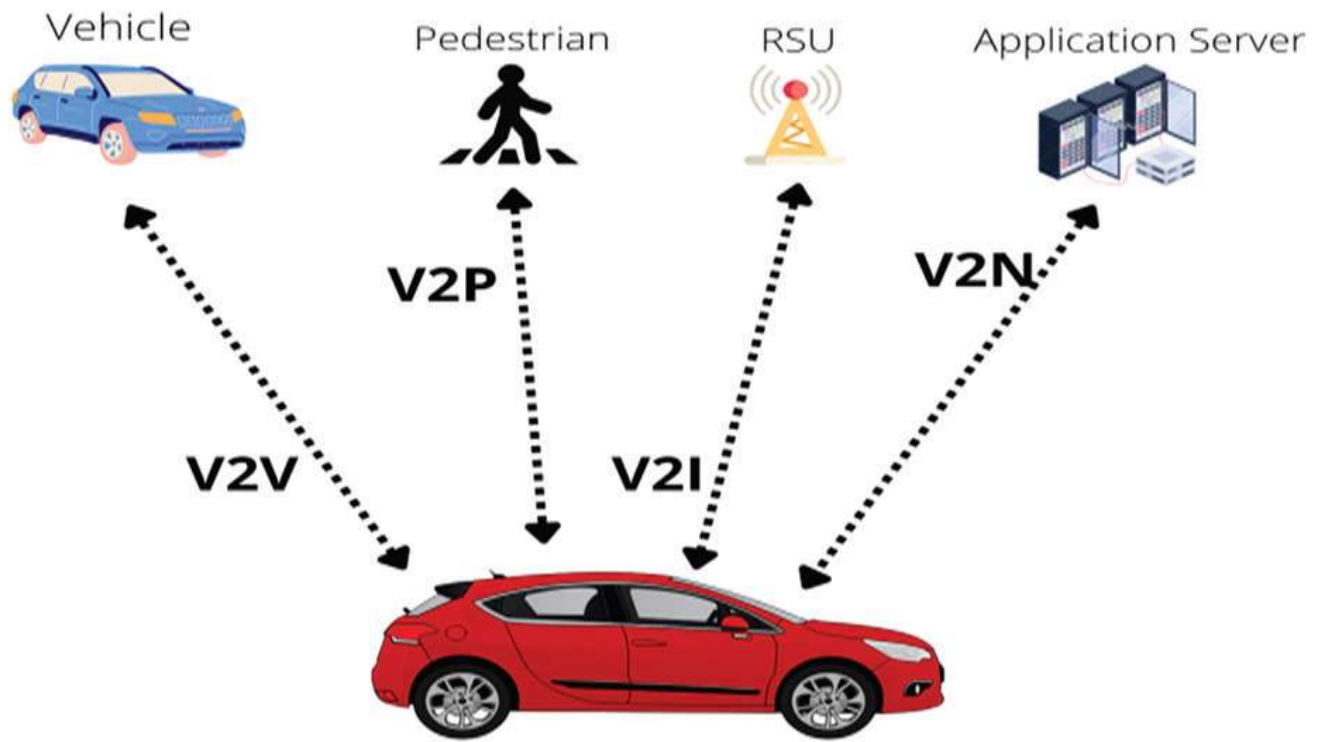 Vehicle
Pedestrian
RSU
Application Server
V2P
V2N
V2V
V2I